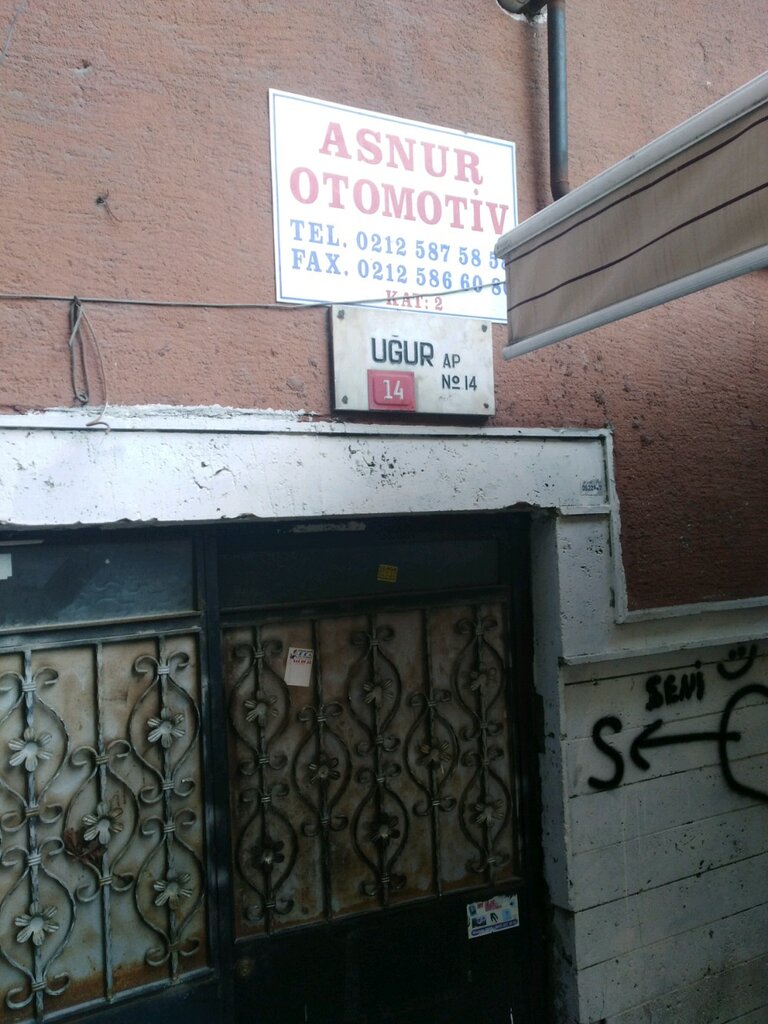 ASNUR
OTOMOTİV
TEL. 0212 587 58
FAX. 0212 586 60
KAT: 2
UĞUR AP
14 No 14
SENİ
S